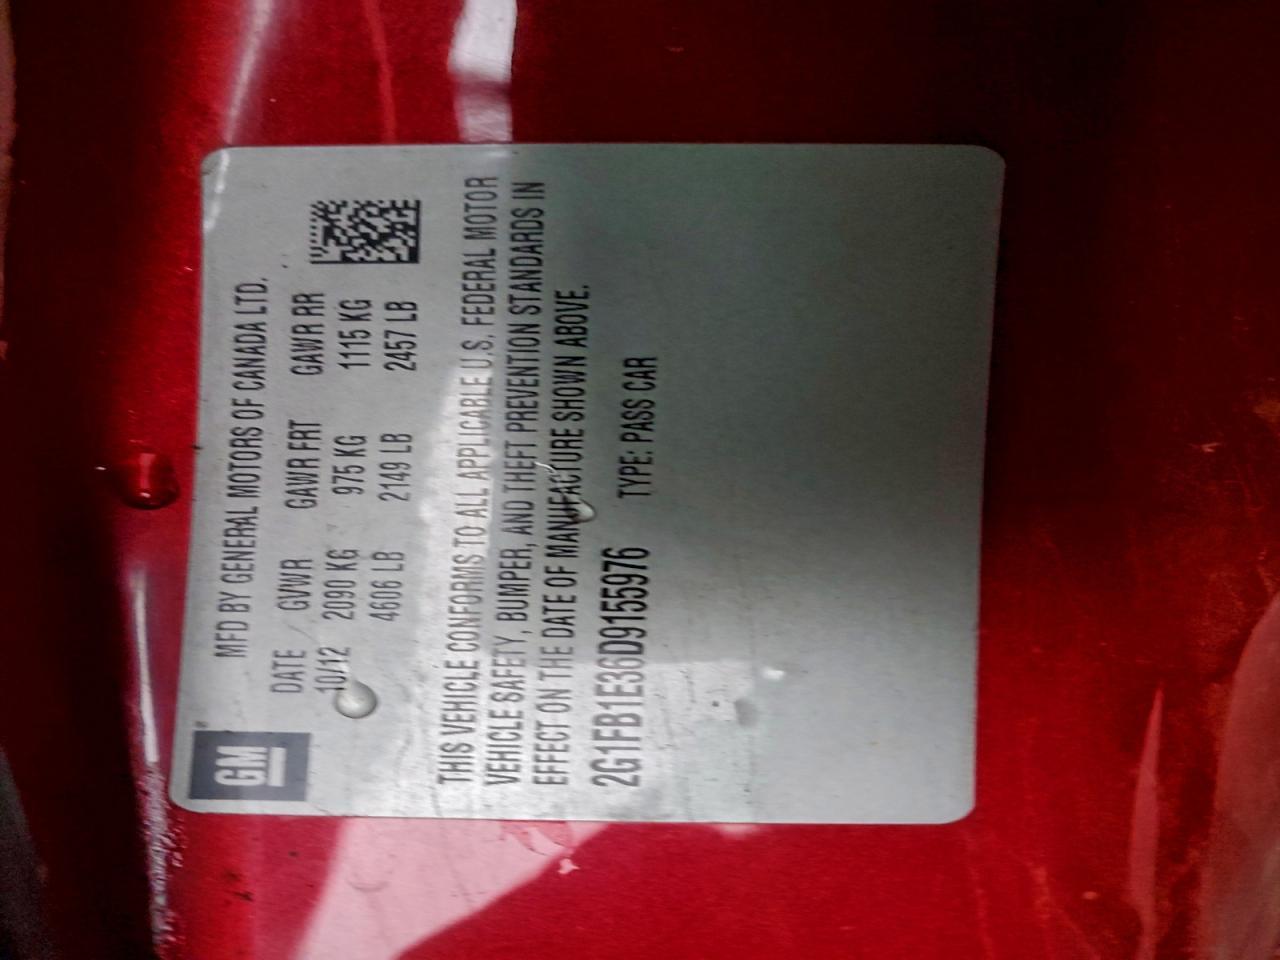 GM
MFD BY GENERAL MOTORS OF CANADA LTD.
DATE GVWR GAWR FRT GAWR RR
10/12 2090 KG 975 KG 1115 KG
4606 LB 2149 LB 2457 LB
THIS VEHICLE CONFORMS TO ALL APPLICABLE U.S. FEDERAL MOTOR
VEHICLE SAFETY, BUMPER, AND THEFT PREVENTION STANDARDS IN
EFFECT ON THE DATE OF MANUFACTURE SHOWN ABOVE.
2G1FB1E36D9155976 TYPE: PASS CAR